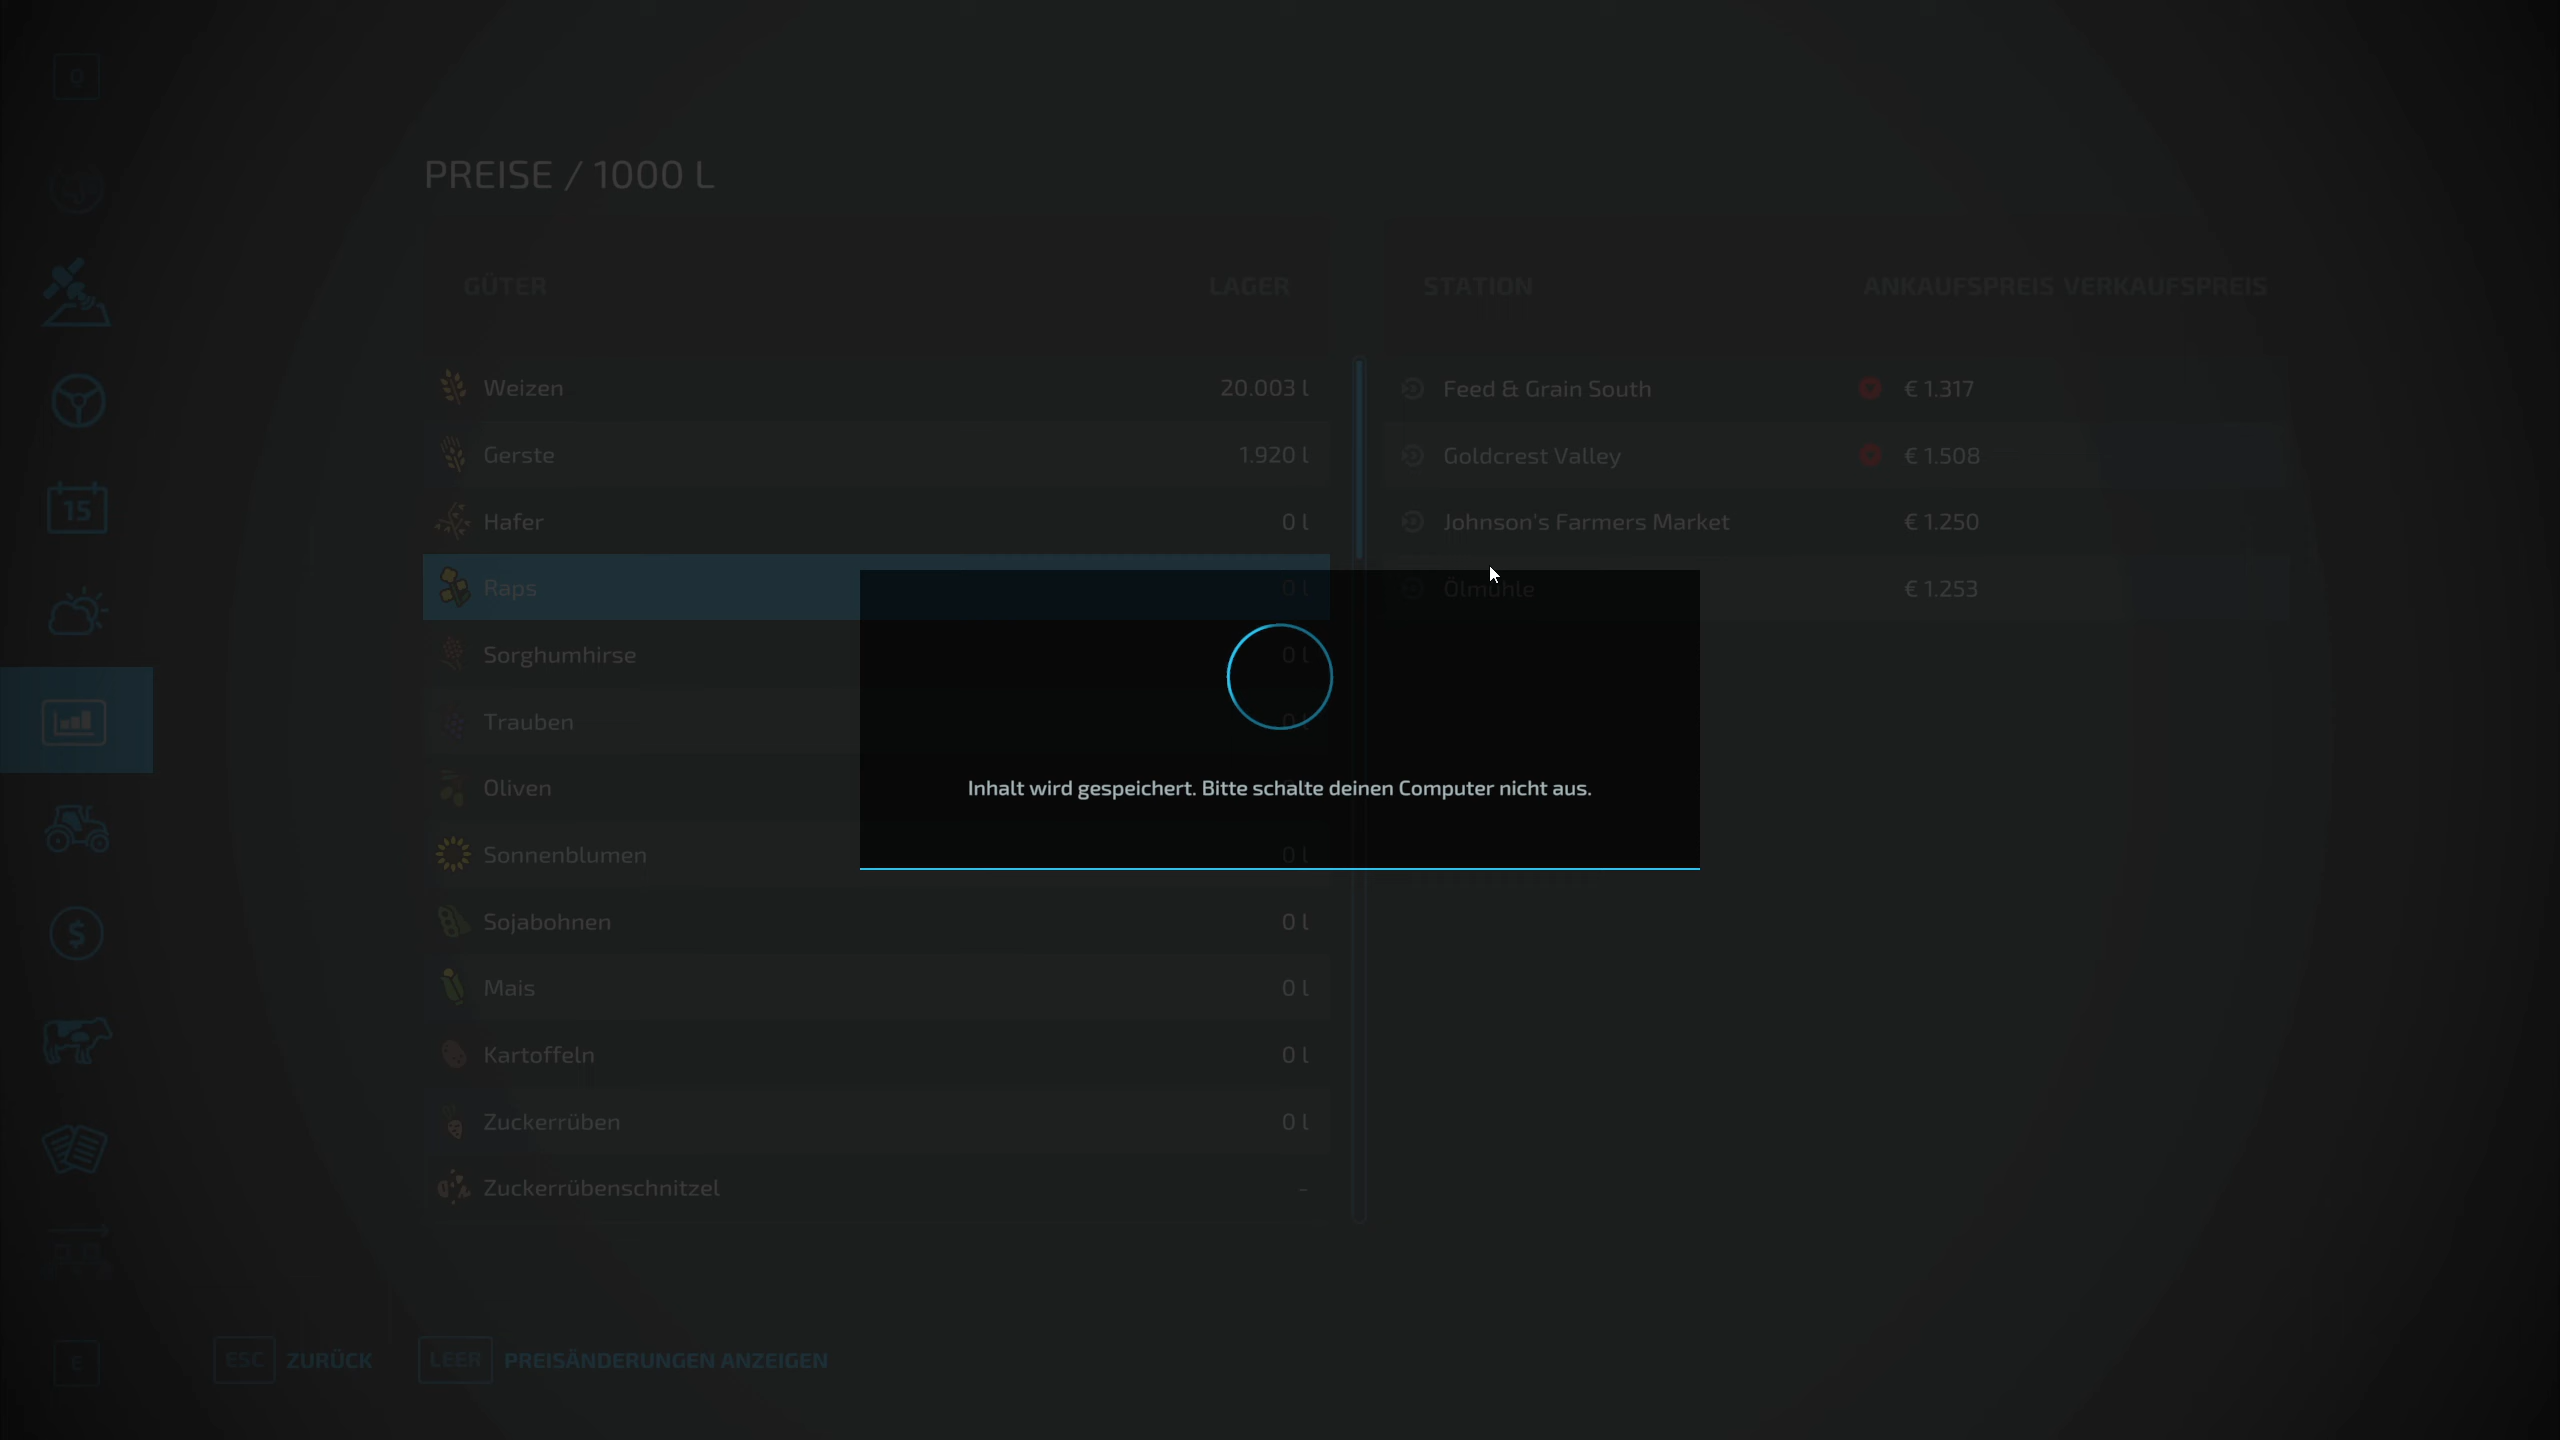 Q
PREISE / 1000 L
GÜTER LAGER
STATION ANKAUFSPREIS VERKAUFSPREIS
Weizen 20.003 l
Feed & Grain South € 1.317
Gerste 1.920 l
Goldcrest Valley € 1.508
15
Hafer 0 l
Johnson's Farmers Market € 1.250
Raps 0 l
Ölmühle € 1.253
Sorghumhirse 0 l
Trauben 0 l
Oliven
Inhalt wird gespeichert. Bitte schalte deinen Computer nicht aus.
Sonnenblumen 0 l
Sojabohnen 0 l
$
Mais 0 l
Kartoffeln 0 l
Zuckerrüben 0 l
Zuckerrübenschnitzel -
E
ESC ZURÜCK LEER PREISÄNDERUNGEN ANZEIGEN